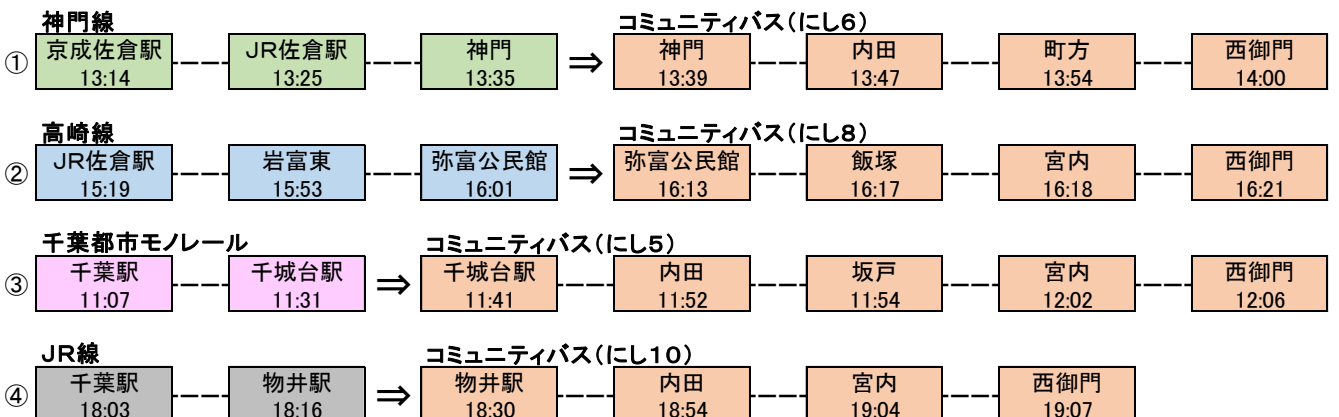 神門線 コミュニティバス(にし6)
① 京成佐倉駅 JR佐倉駅 神門 ⇒ 神門 内田 町方 西御門
13:14 13:25 13:35 13:39 13:47 13:54 14:00
高崎線 コミュニティバス(にし8)
② JR佐倉駅 岩富東 弥富公民館 ⇒ 弥富公民館 飯塚 宮内 西御門
15:19 15:53 16:01 16:13 16:17 16:18 16:21
千葉都市モノレール コミュニティバス(にし5)
③ 千葉駅 千城台駅 ⇒ 千城台駅 内田 坂戸 宮内 西御門
11:07 11:31 11:41 11:52 11:54 12:02 12:06
JR線 コミュニティバス(にし10)
④ 千葉駅 物井駅 ⇒ 物井駅 内田 宮内 西御門
18:03 18:16 18:30 18:54 19:04 19:07